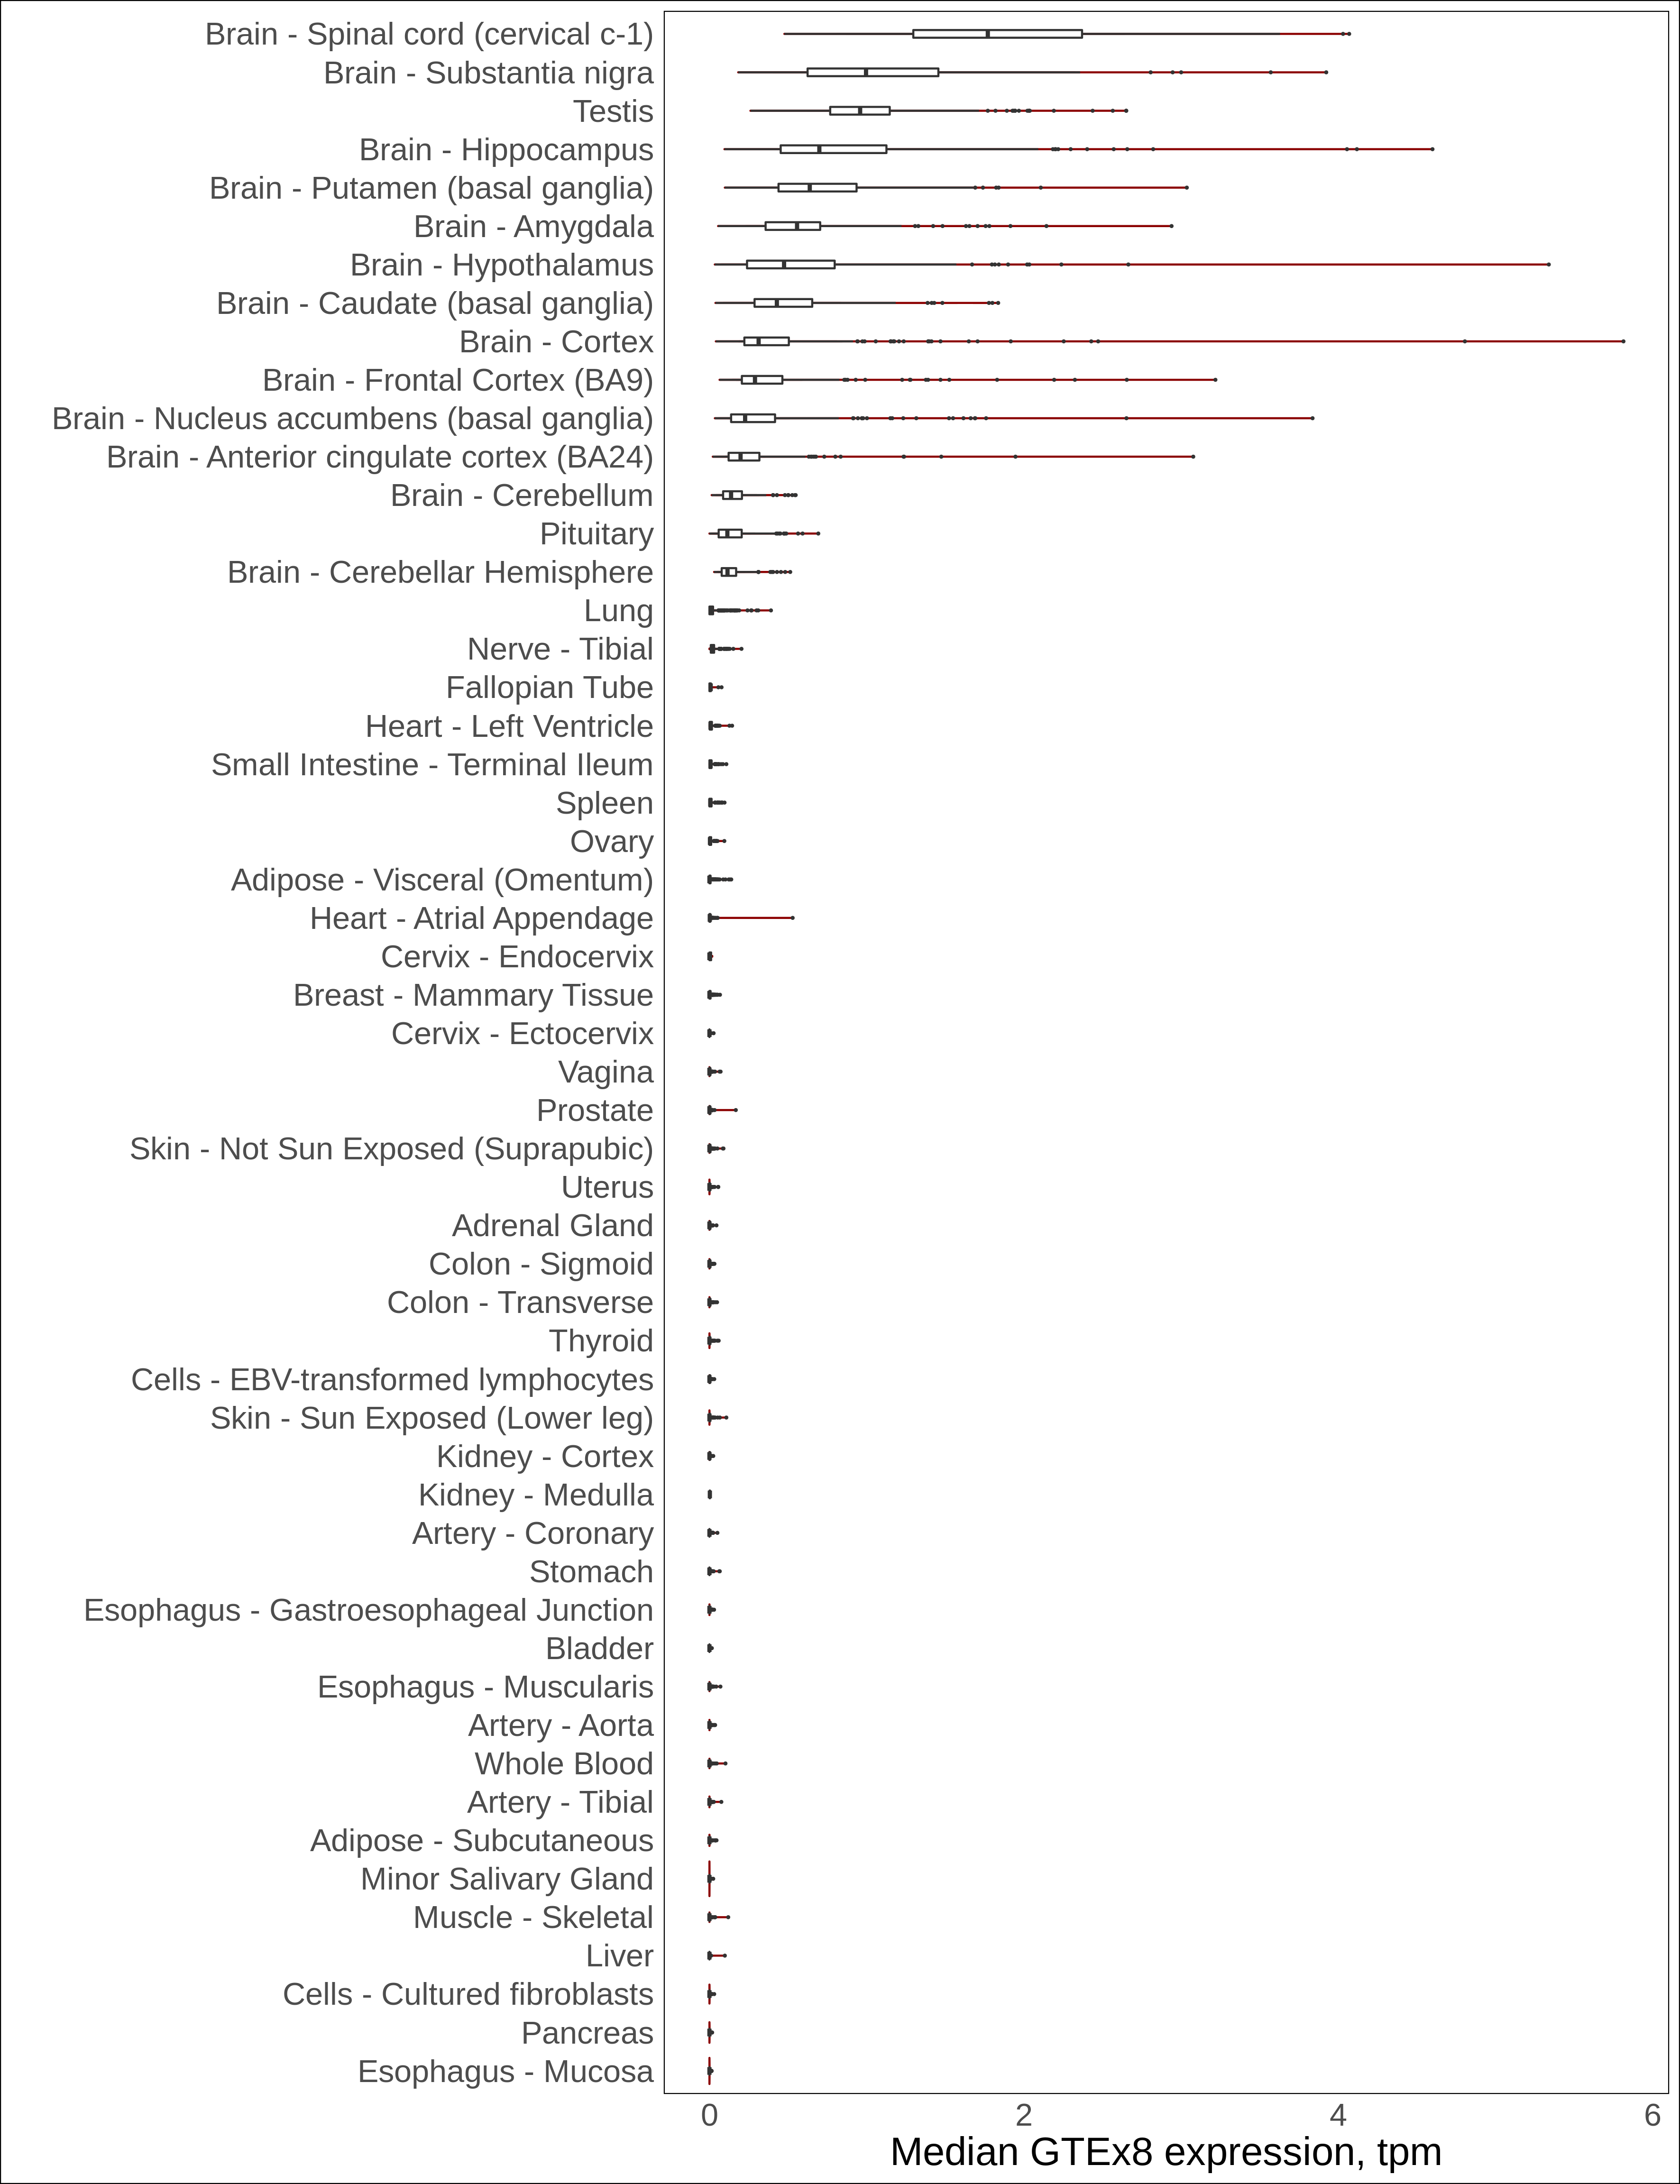 Brain - Spinal cord (cervical c-1)
Brain - Substantia nigra
Testis
Brain - Hippocampus
Brain - Putamen (basal ganglia)
Brain - Amygdala
Brain - Hypothalamus
Brain - Caudate (basal ganglia)
Brain - Cortex
Brain - Frontal Cortex (BA9)
Brain - Nucleus accumbens (basal ganglia)
Brain - Anterior cingulate cortex (BA24)
Brain - Cerebellum
Pituitary
Brain - Cerebellar Hemisphere
Lung
Nerve - Tibial
Fallopian Tube
Heart - Left Ventricle
Small Intestine - Terminal Ileum
Spleen
Ovary
Adipose - Visceral (Omentum)
Heart - Atrial Appendage
Cervix - Endocervix
Breast - Mammary Tissue
Cervix - Ectocervix
Vagina
Prostate
Skin - Not Sun Exposed (Suprapubic)
Uterus
Adrenal Gland
Colon - Sigmoid
Colon - Transverse
Thyroid
Cells - EBV-transformed lymphocytes
Skin - Sun Exposed (Lower leg)
Kidney - Cortex
Kidney - Medulla
Artery - Coronary
Stomach
Esophagus - Gastroesophageal Junction
Bladder
Esophagus - Muscularis
Artery - Aorta
Whole Blood
Artery - Tibial
Adipose - Subcutaneous
Minor Salivary Gland
Muscle - Skeletal
Liver
Cells - Cultured fibroblasts
Pancreas
Esophagus - Mucosa
0 2 4 6
Median GTEx8 expression, tpm